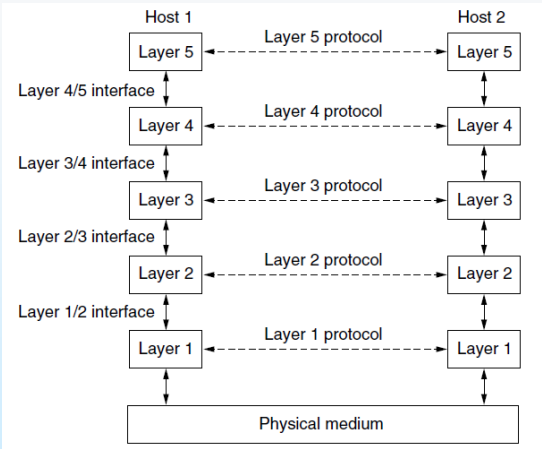 Host 1
Host 2
Layer 5 protocol
Layer 5
Layer 5
Layer 4/5 interface
Layer 4 protocol
Layer 4
Layer 4
Layer 3/4 interface
Layer 3 protocol
Layer 3
Layer 3
Layer 2/3 interface
Layer 2 protocol
Layer 2
Layer 2
Layer 1/2 interface
Layer 1 protocol
Layer 1
Layer 1
Physical medium